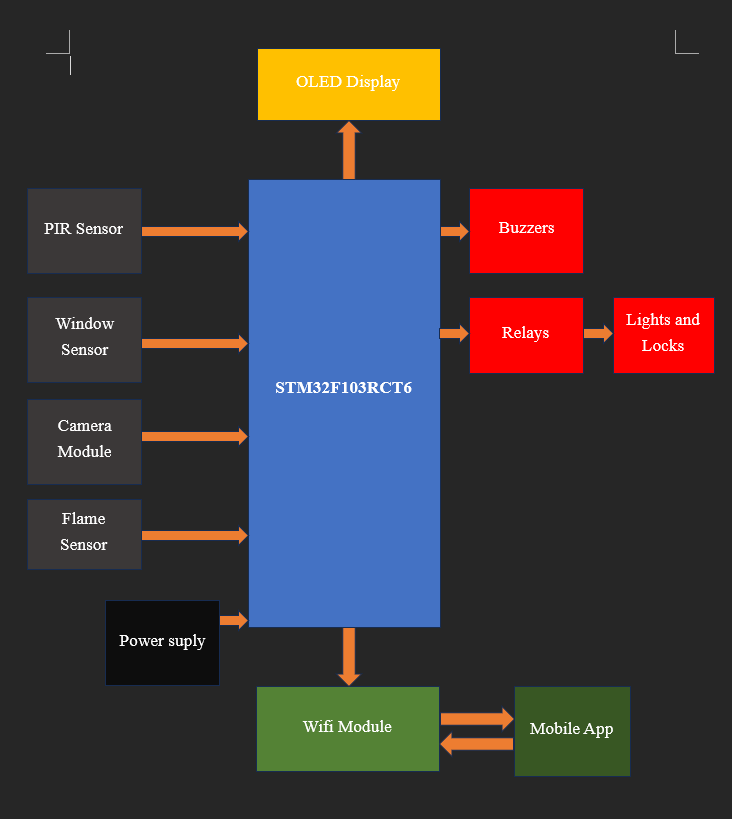 OLED Display
PIR Sensor
Buzzers
Window
Sensor
Relays
Lights and
Locks
STM32F103RCT6
Camera
Module
Flame
Sensor
Power suply
Wifi Module
Mobile App